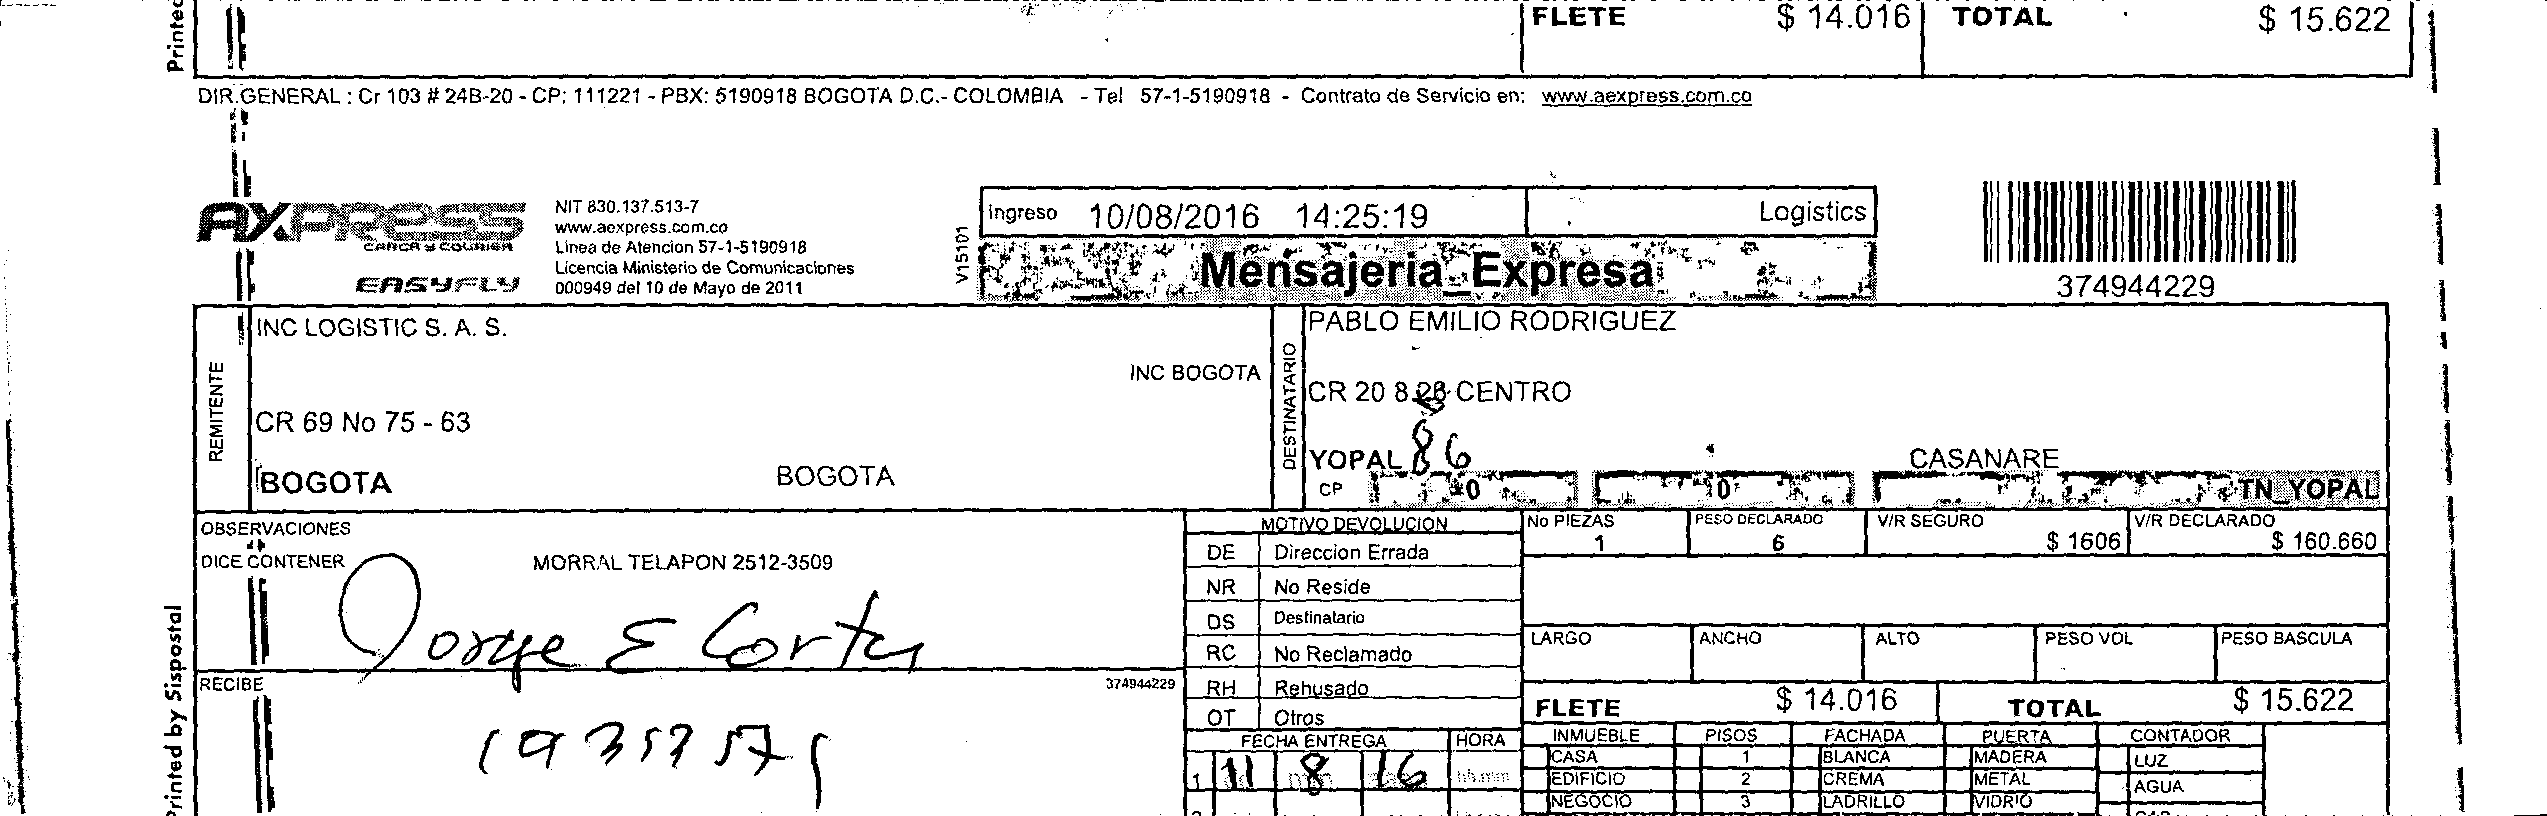 Printed
FLETE $ 14.016 TOTAL $ 15.622
DIR.GENERAL : Cr 103 # 24B-20 - CP: 111221 - PBX: 5190918 BOGOTA D.C.- COLOMBIA - Tel 57-1-5190918 - Contrato de Servicio en: www.aexpress.com.co
AXPRESS
CARGA Y COURIER
EASYFLY
NIT 830.137.513-7
www.aexpress.com.co
Linea de Atencion 57-1-5190918
Licencia Ministerio de Comunicaciones
000949 del 10 de Mayo de 2011
V15101
ingreso 10/08/2016 14:25:19 Logistics
Mensajeria_Expresa
374944229
REMITENTE
INC LOGISTIC S. A. S.
INC BOGOTA
CR 69 No 75 - 63
BOGOTA BOGOTA
DESTINATARIO
PABLO EMILIO RODRIGUEZ
CR 20 8 CENTRO
86
YOPAL CASANARE
CP 0 0 TN_YOPAL
OBSERVACIONES
DICE CONTENER MORRAL TELAPON 2512-3509
Jorge E Cortes
RECIBE 374944229
Printed by Sispostal
MOTIVO DEVOLUCION
DE Direccion Errada
NR No Reside
DS Destinatario
RC No Reclamado
RH Rehusado
OT Otros
FECHA ENTREGA HORA
1 11 8 16 hh:mm
No PIEZAS PESO DECLARADO V/R SEGURO V/R DECLARADO
1 6 $ 1606 $ 160.660
LARGO ANCHO ALTO PESO VOL PESO BASCULA
FLETE $ 14.016 TOTAL $ 15.622
INMUEBLE PISOS FACHADA PUERTA CONTADOR
CASA 1 BLANCA MADERA LUZ
EDIFICIO 2 CREMA METAL AGUA
NEGOCIO 3 LADRILLO VIDRIO